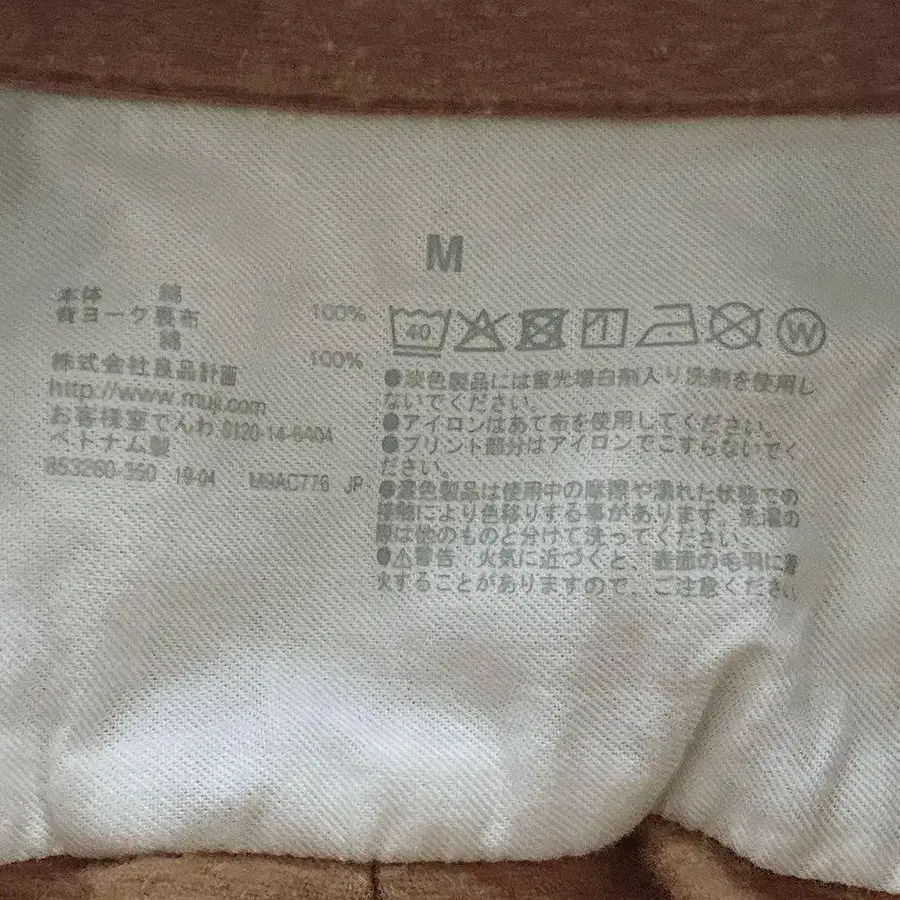 M
本体 綿 100%
背ヨーク裏布
綿 100%
株式会社良品計画
http://www.muji.com
お客様室でんわ 0120-14-6404
ベトナム製
853260-350 19-04 M9AC776 JP
40
W
●淡色製品には蛍光増白剤入り洗剤を使用し
ないでください。
●アイロンはあて布を使用してください。
●プリント部分はアイロンでこすらないでく
ださい。
●濃色製品は使用中の摩擦や濡れた状態での
接触により色移りする事があります。洗濯の
際は他のものと分けて洗ってください。
●⚠警告 火気に近づくと、表面の毛羽に着
火することがありますので、ご注意ください